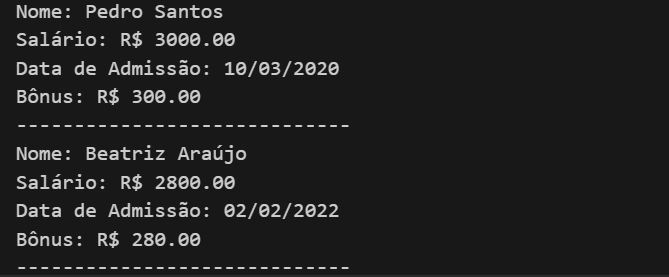 Nome: Pedro Santos
Salário: R$ 3000.00
Data de Admissão: 10/03/2020
Bônus: R$ 300.00
-----------------------------
Nome: Beatriz Araújo
Salário: R$ 2800.00
Data de Admissão: 02/02/2022
Bônus: R$ 280.00
-----------------------------